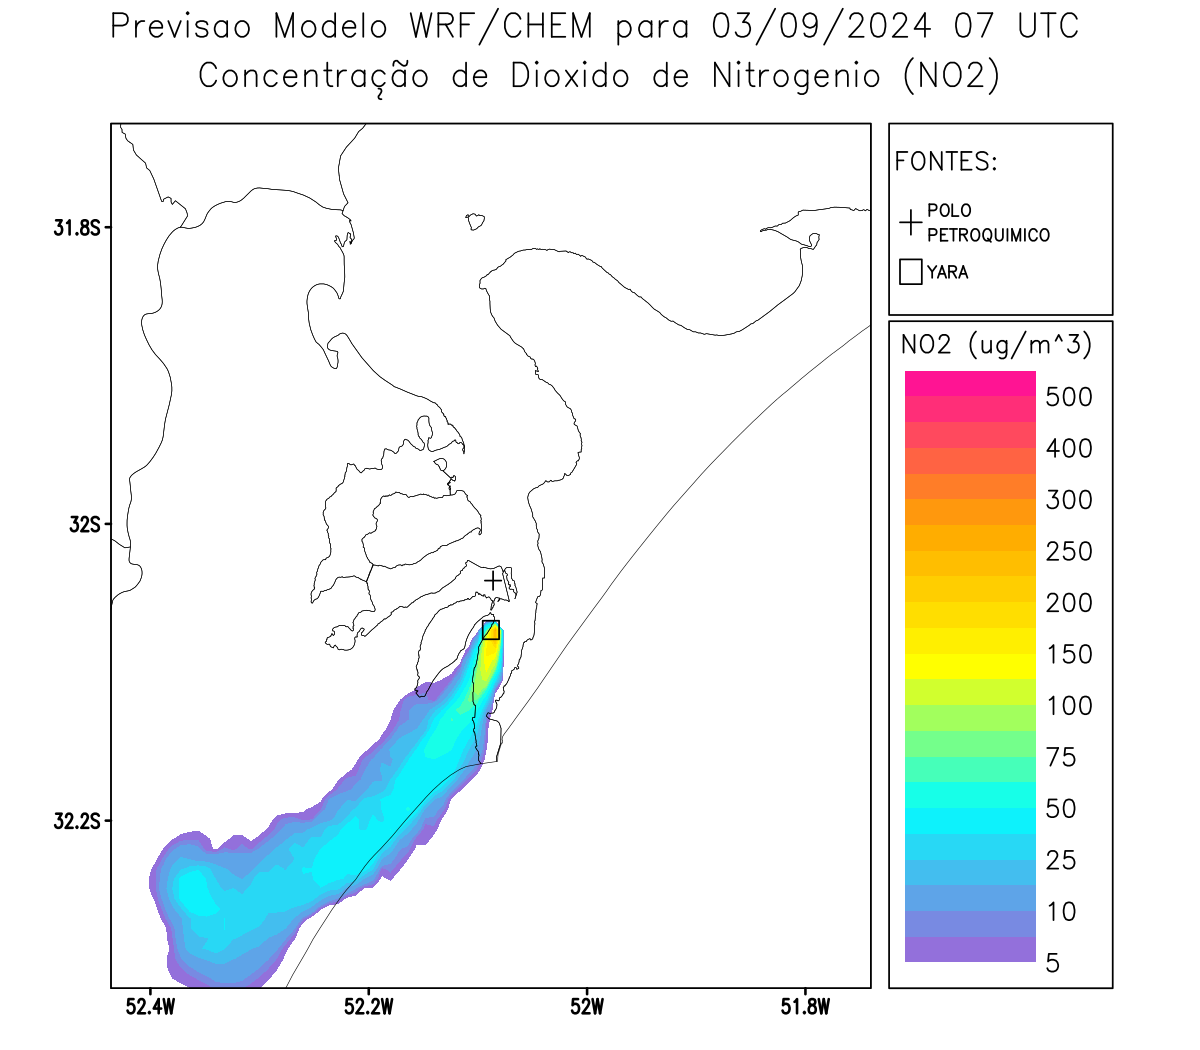 Previsao Modelo WRF/CHEM para 03/09/2024 07 UTC
Concentração de Dioxido de Nitrogenio (NO2)
FONTES:
POLO
PETROQUIMICO
YARA
NO2 (ug/m^3)
500
400
300
250
200
150
100
75
50
25
10
5
31.8S
32S
32.2S
52.4W
52.2W
52W
51.8W